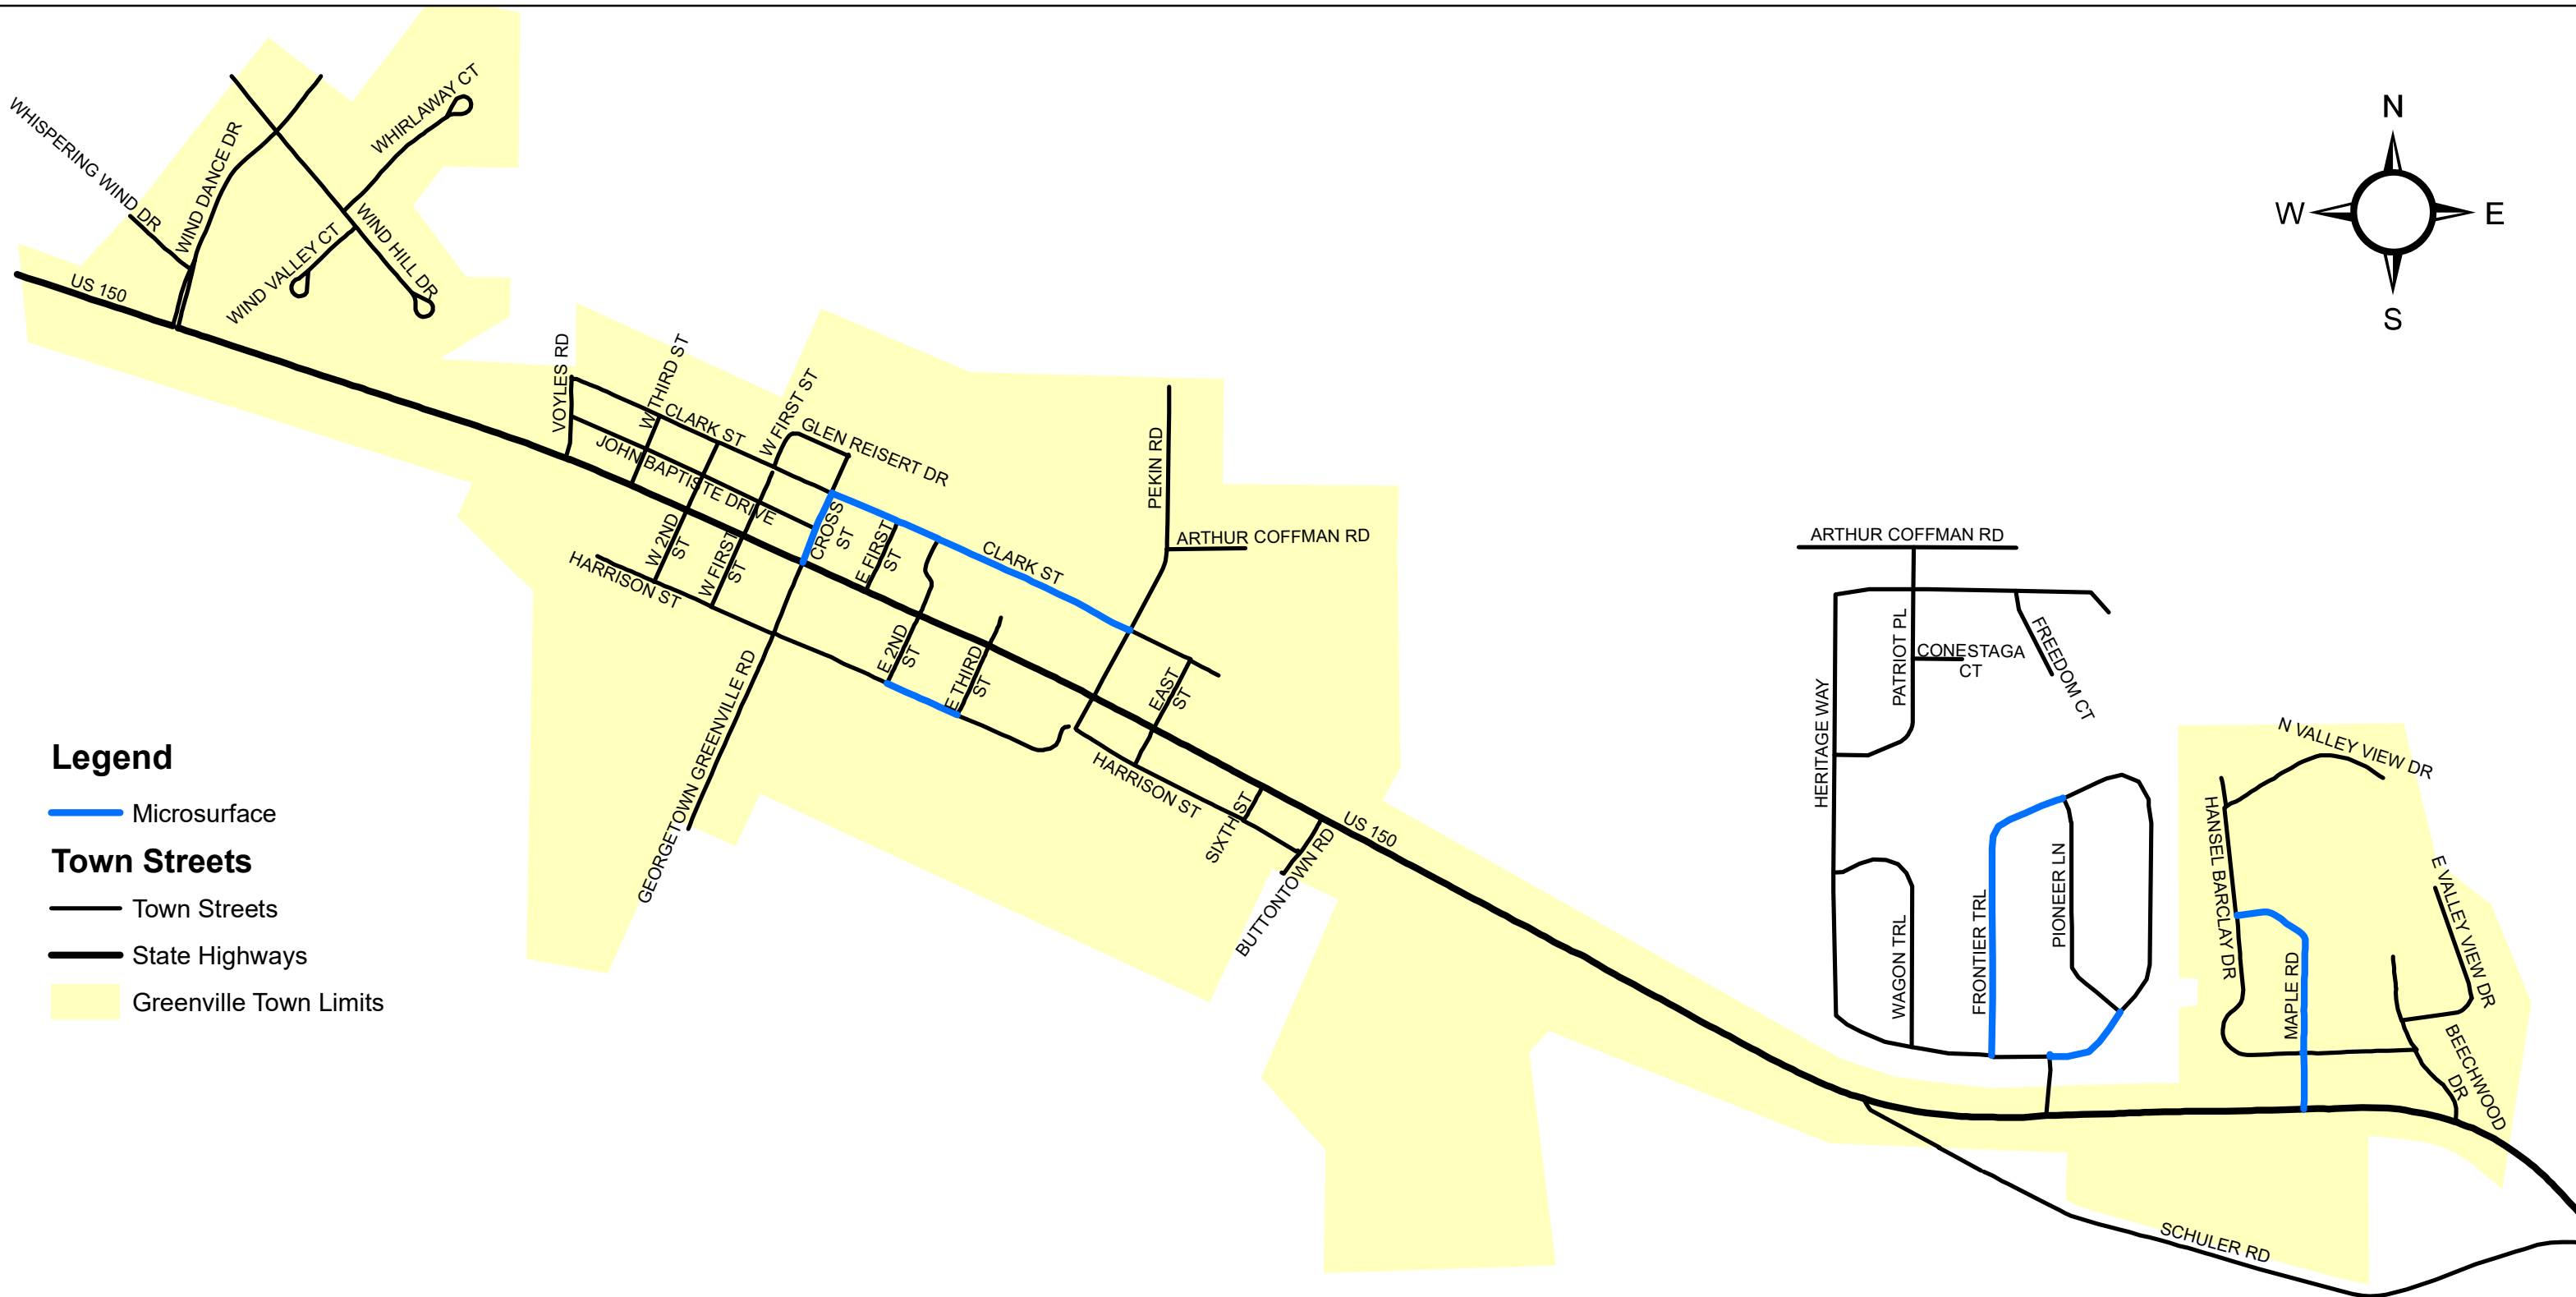 N
W
E
S
WHISPERING WIND DR
WIND DANCE DR
WHIRLAWAY CT
WIND VALLEY CT
WIND HILL DR
US 150
VOYLES RD
W THIRD ST
CLARK ST
W FIRST ST
GLEN REISERT DR
JOHN BAPTISTE DRIVE
CROSS
ST
E FIRST
ST
CLARK ST
PEKIN RD
ARTHUR COFFMAN RD
W 2ND
ST
W FIRST
ST
HARRISON ST
E 2ND
ST
E THIRD
ST
EAST
ST
GEORGETOWN GREENVILLE RD
HARRISON ST
SIXTH ST
US 150
BUTTONTOWN RD
ARTHUR COFFMAN RD
PATRIOT PL
CONESTAGA
CT
FREEDOM CT
HERITAGE WAY
WAGON TRL
FRONTIER TRL
PIONEER LN
N VALLEY VIEW DR
HANSEL BARCLAY DR
MAPLE RD
E VALLEY VIEW DR
BEECHWOOD
DR
SCHULER RD
Legend
Microsurface
Town Streets
Town Streets
State Highways
Greenville Town Limits